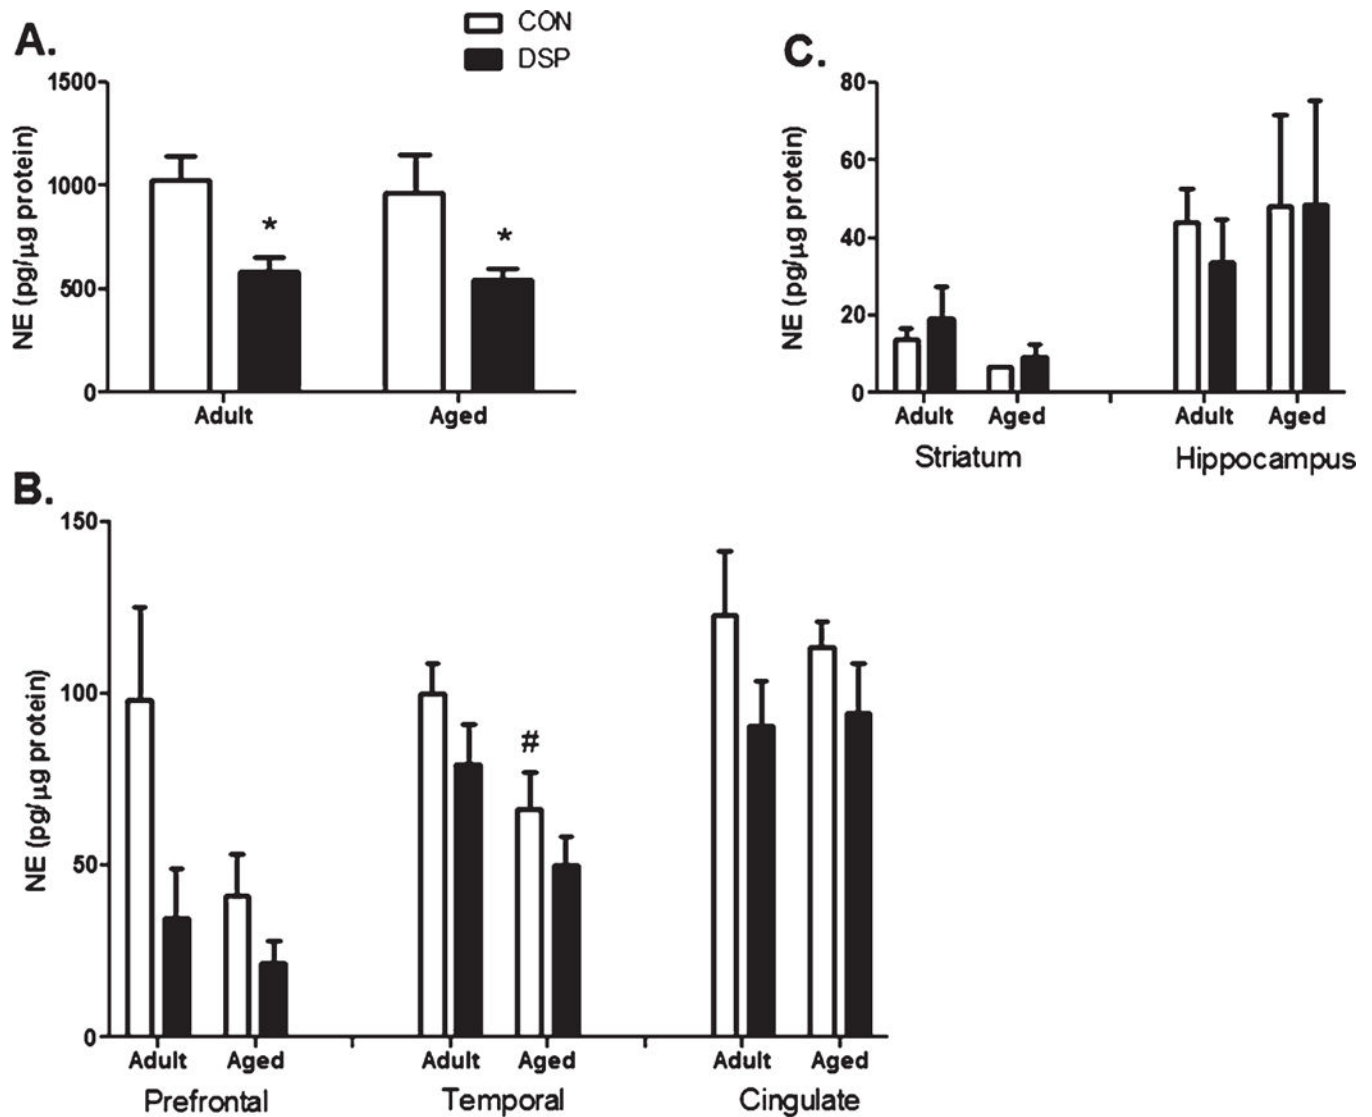 A.
CON
DSP
1500
1000
500
0
NE (pg/µg protein)
*
*
Adult
Aged
C.
80
60
40
20
0
NE (pg/µg protein)
Adult
Aged
Adult
Aged
Striatum
Hippocampus
B.
150
100
50
0
NE (pg/µg protein)
#
Adult
Aged
Adult
Aged
Adult
Aged
Prefrontal
Temporal
Cingulate